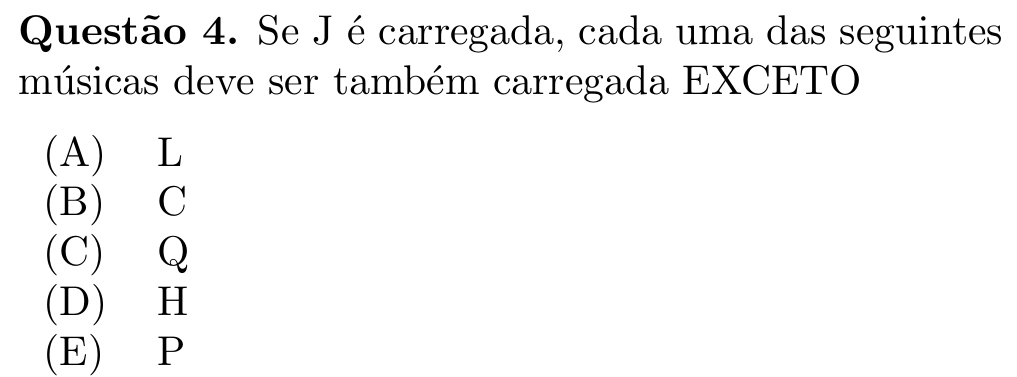 Questão 4. Se J é carregada, cada uma das seguintes
músicas deve ser também carregada EXCETO
(A) L
(B) C
(C) Q
(D) H
(E) P